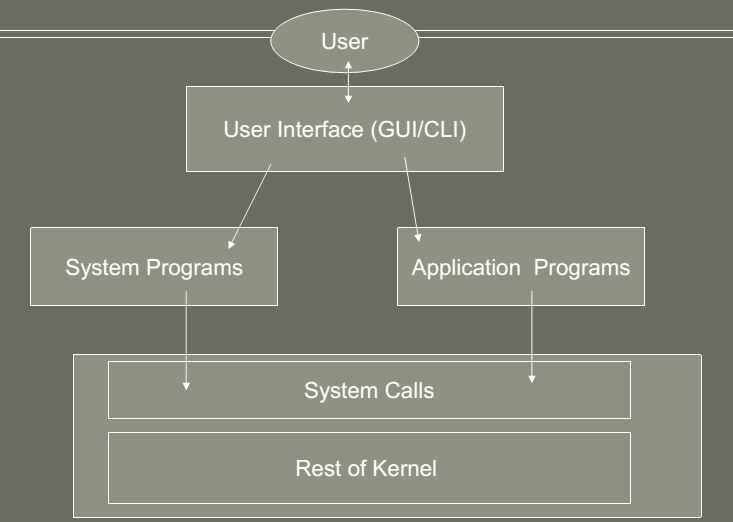 User
User Interface (GUI/CLI)
System Programs
Application Programs
System Calls
Rest of Kernel